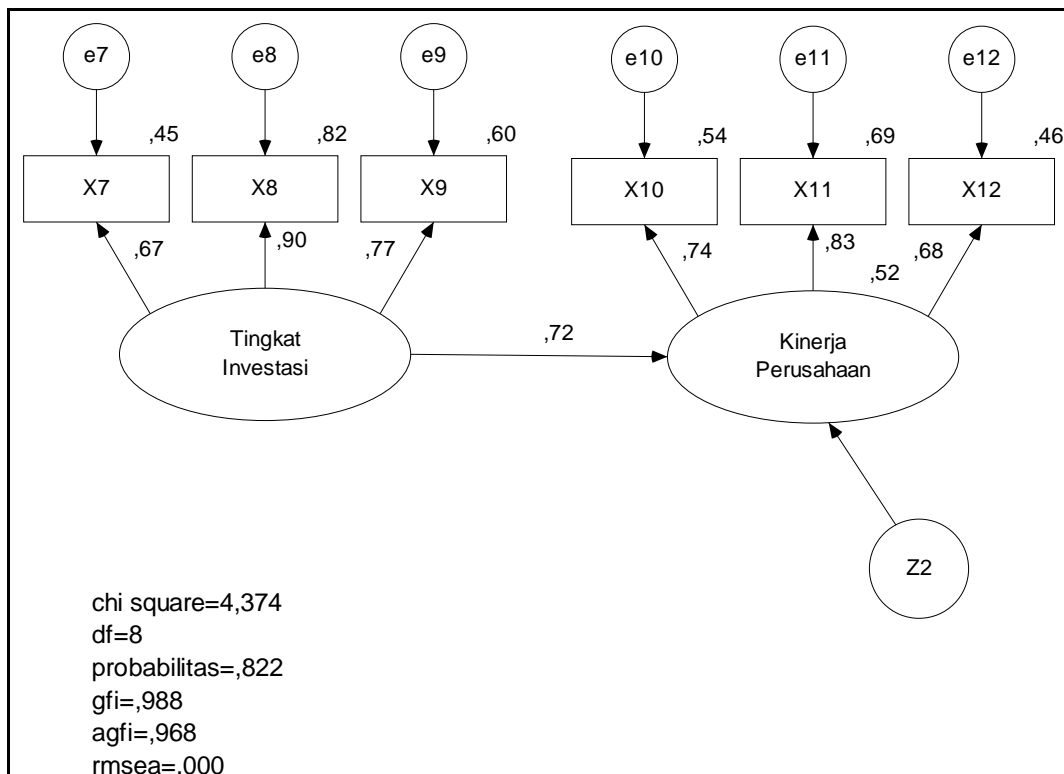 e7 e8 e9 e10 e11 e12
,45 ,82 ,60 ,54 ,69 ,46
X7 X8 X9 X10 X11 X12
,67 ,90 ,77 ,74 ,83 ,52 ,68
Tingkat
Investasi
,72
Kinerja
Perusahaan
Z2
chi square=4,374
df=8
probabilitas=,822
gfi=,988
agfi=,968
rmsea=,000